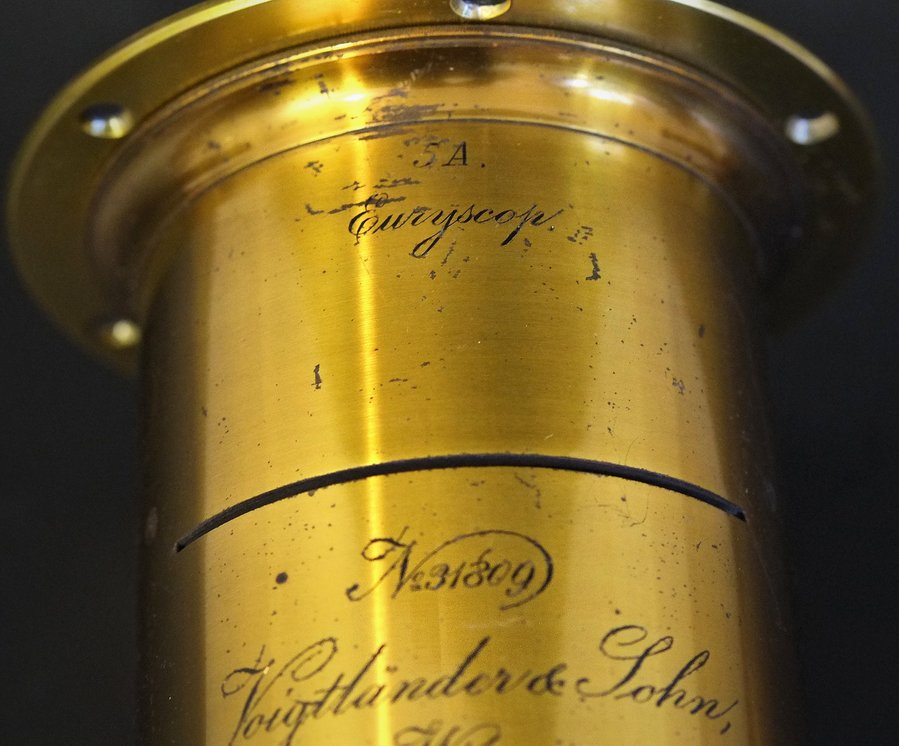 5A.
Euryscop.
No 31809
Voigtländer & Sohn,